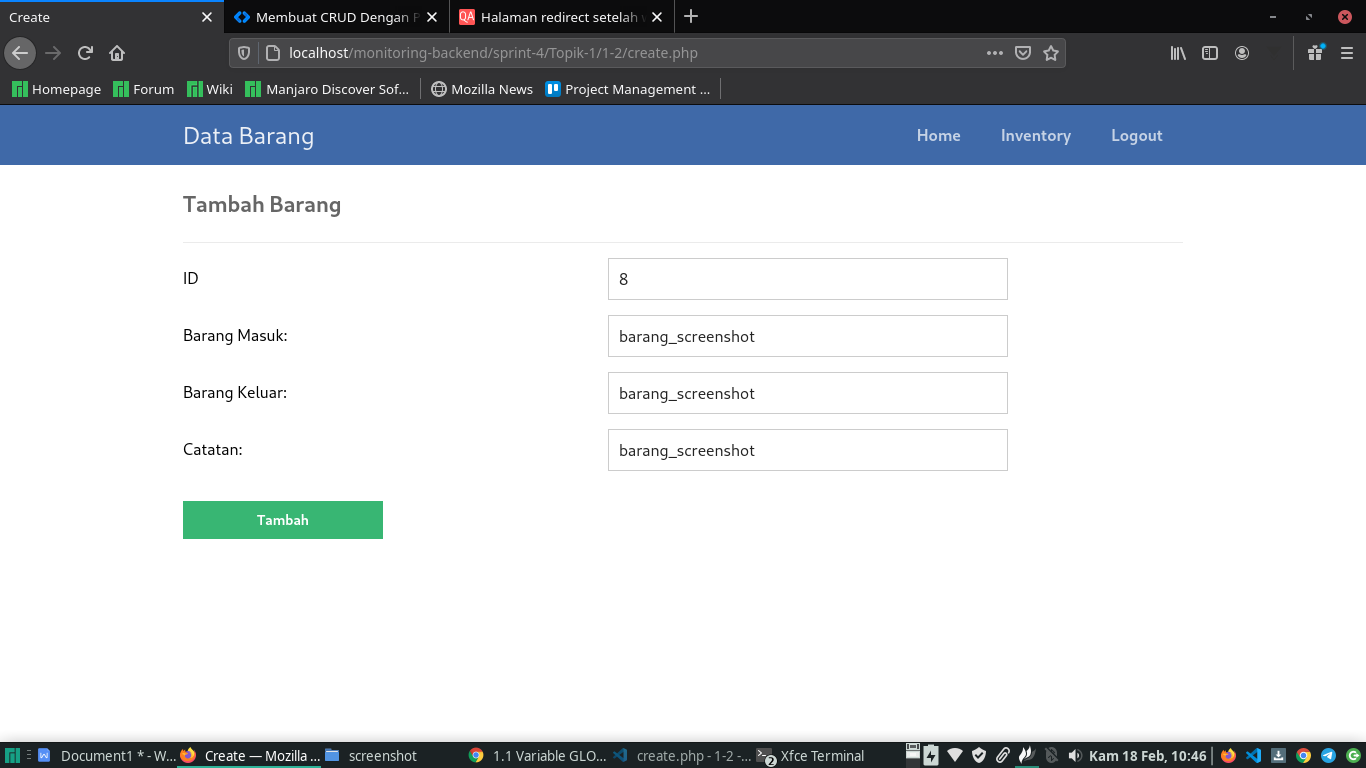 Create
Membuat CRUD Dengan P
QA Halaman redirect setelah w
localhost/monitoring-backend/sprint-4/Topik-1/1-2/create.php
Homepage Forum Wiki Manjaro Discover Sof... Mozilla News Project Management ...
Data Barang Home Inventory Logout
Tambah Barang
ID 8
Barang Masuk: barang_screenshot
Barang Keluar: barang_screenshot
Catatan: barang_screenshot
Tambah
Document1 * - W... Create — Mozilla ... screenshot 1.1 Variable GLO... create.php - 1-2 -... 2 Xfce Terminal Kam 18 Feb, 10:46